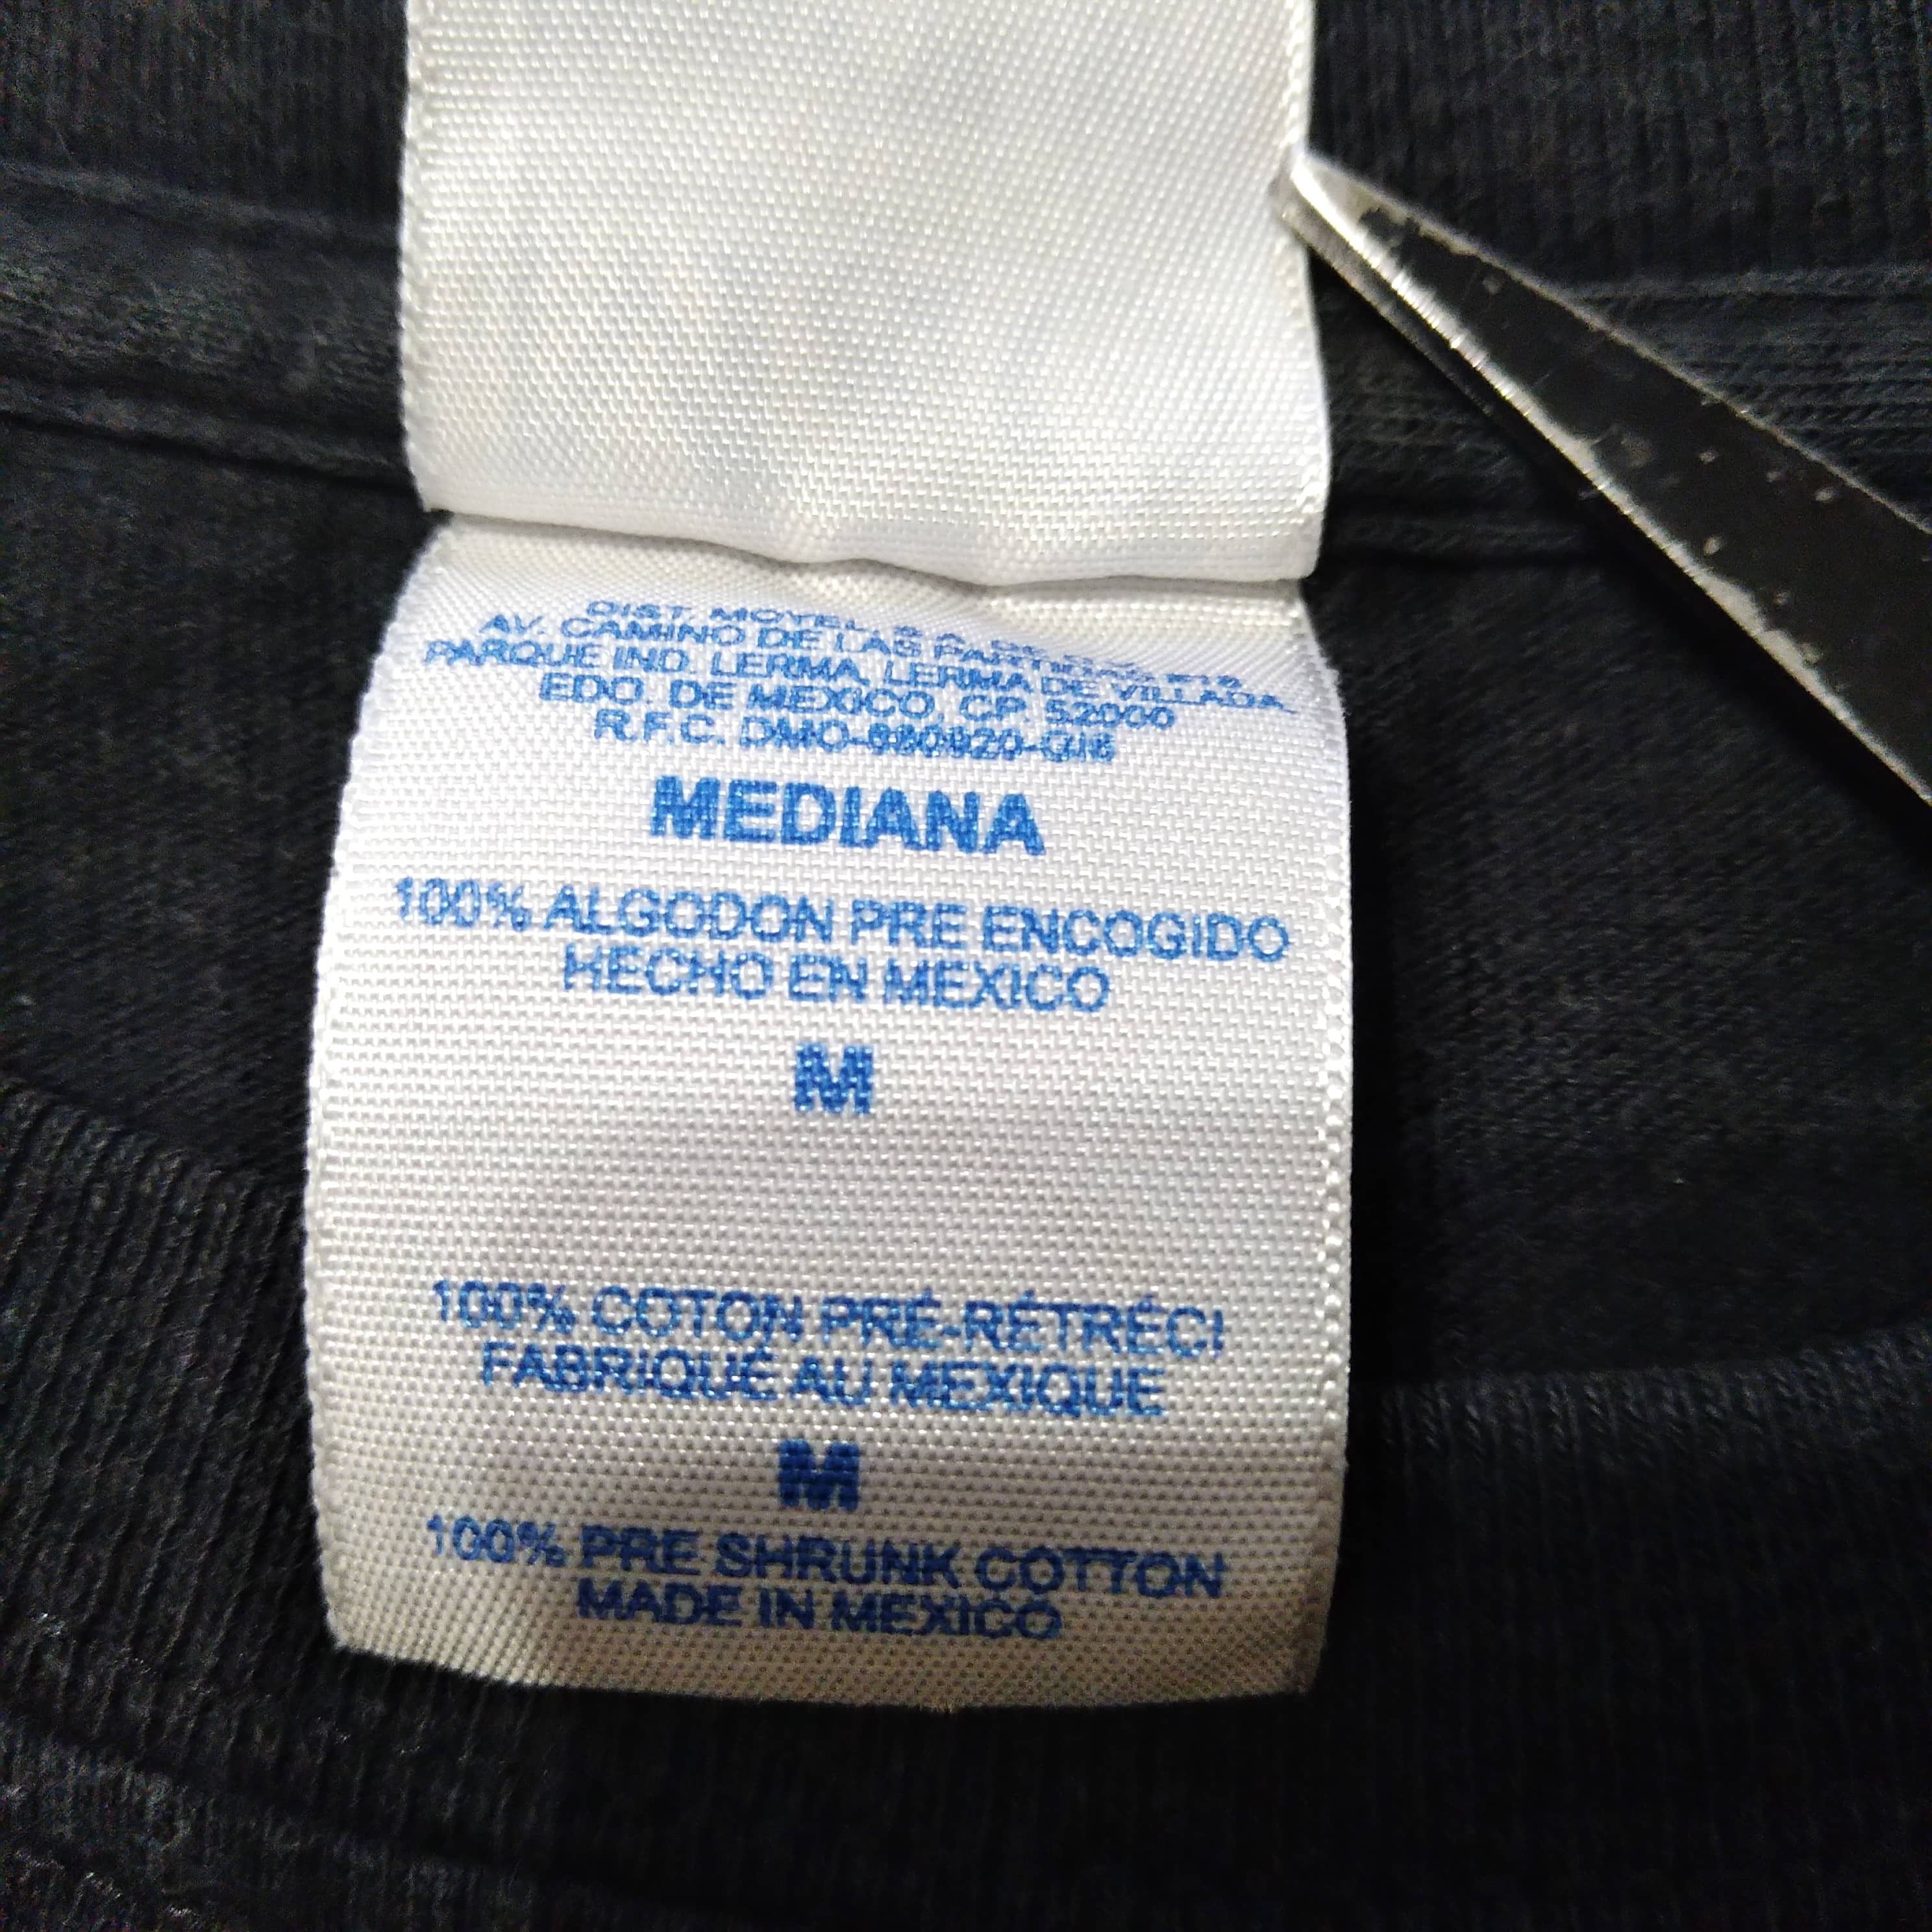 DIST. MOYEL, S.A.
AV. CAMINO DE LAS PARTIDAS
PARQUE IND. LERMA, LERMA DE VILLADA
EDO. DE MEXICO, CP. 52000
R.F.C.
MEDIANA
100% ALGODON PRE ENCOGIDO
HECHO EN MEXICO
M
100% COTON PRÉ-RÉTRÉCI
FABRIQUÉ AU MEXIQUE
M
100% PRE SHRUNK COTTON
MADE IN MEXICO